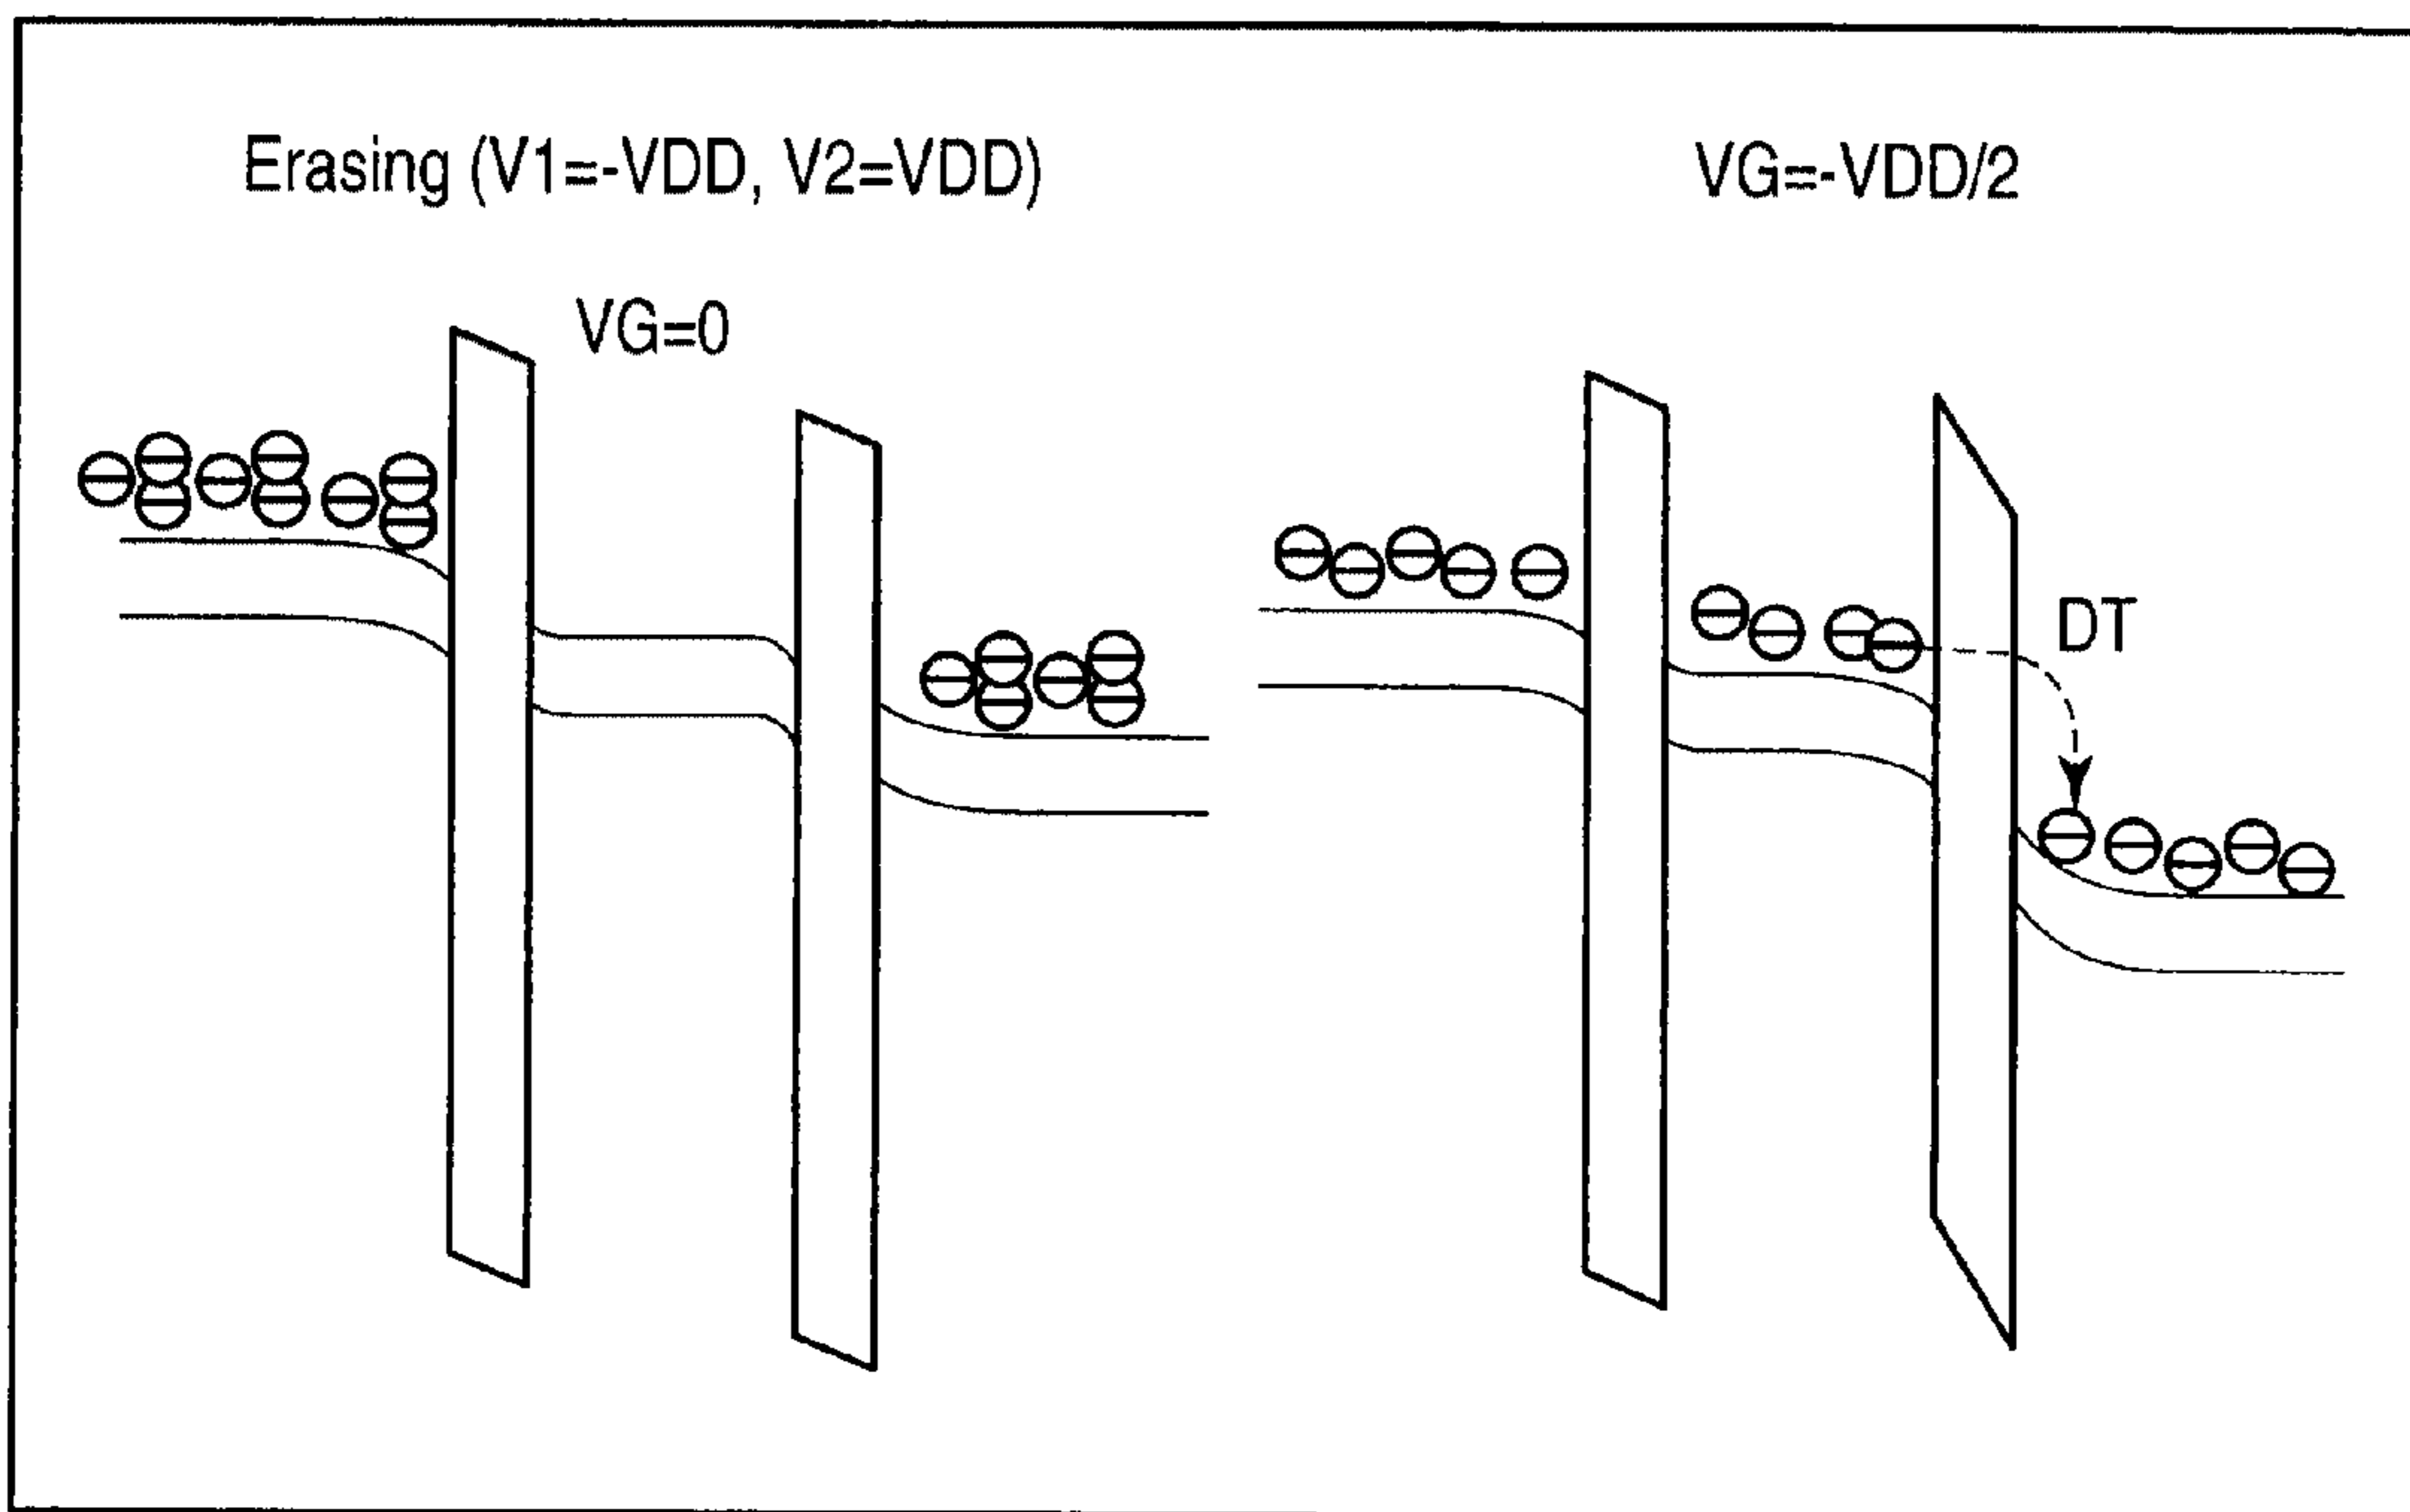 Erasing (V1=-VDD, V2=VDD)
VG=0
VG=-VDD/2
DT